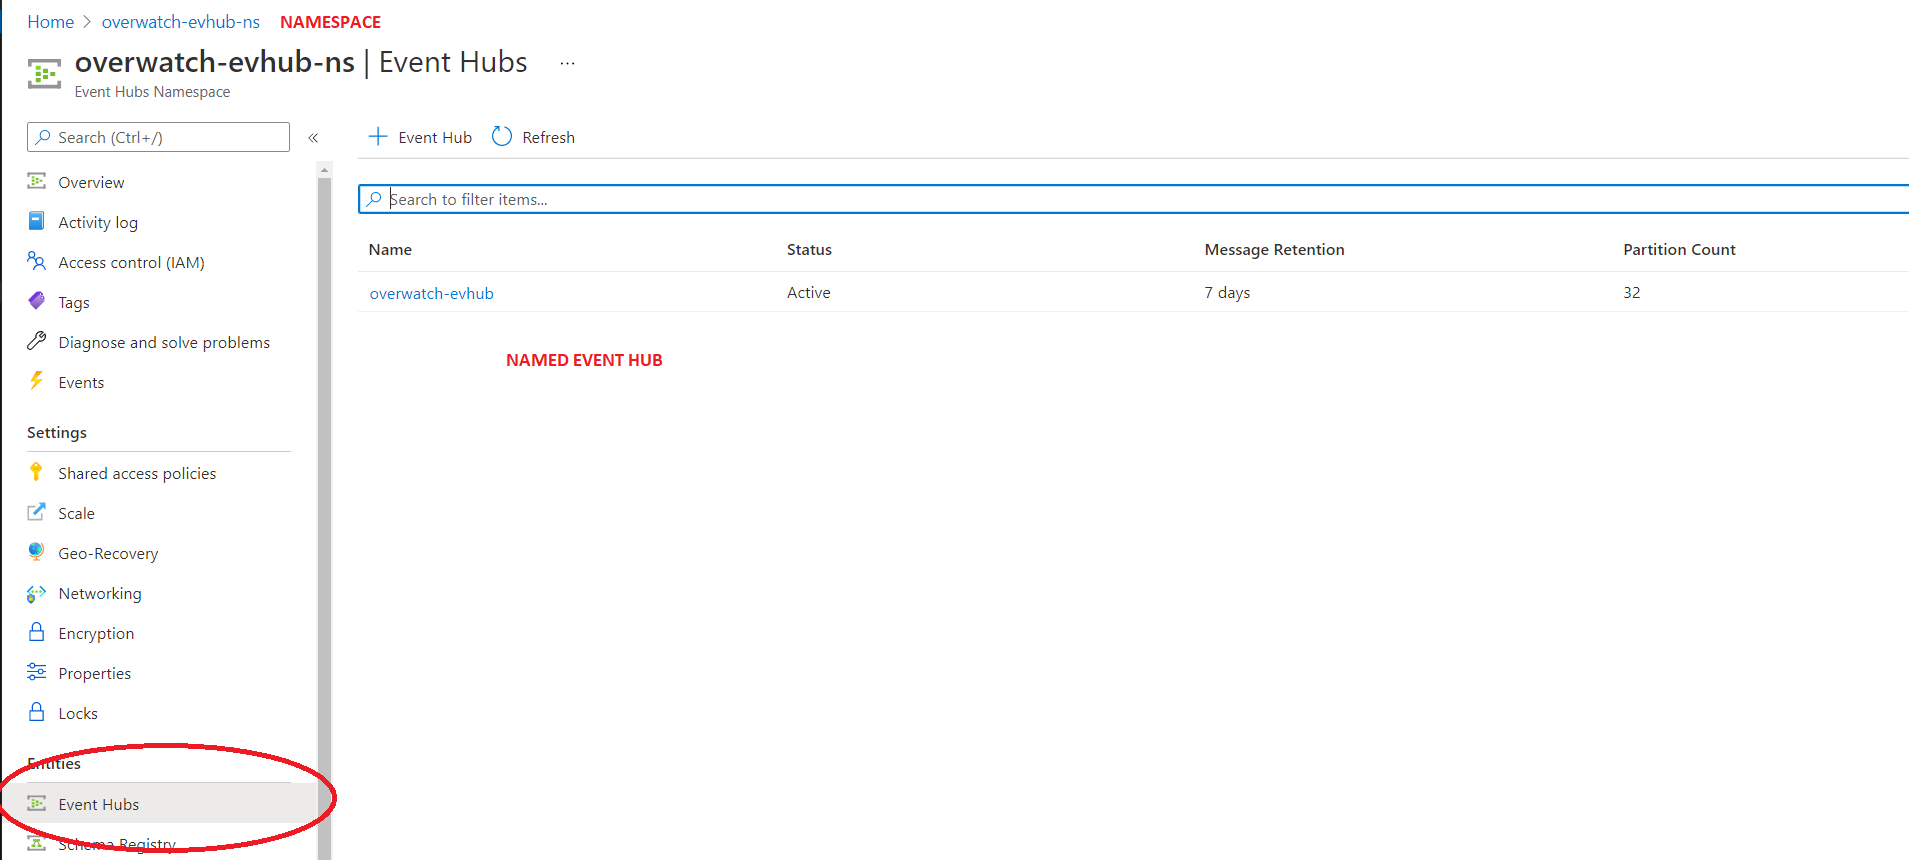 Home > overwatch-evhub-ns NAMESPACE
overwatch-evhub-ns | Event Hubs ...
Event Hubs Namespace
Search (Ctrl+/) «
Overview
Activity log
Access control (IAM)
Tags
Diagnose and solve problems
Events
Settings
Shared access policies
Scale
Geo-Recovery
Networking
Encryption
Properties
Locks
Entities
Event Hubs
Schema Registry
+ Event Hub Refresh
Search to filter items...
Name Status Message Retention Partition Count
overwatch-evhub Active 7 days 32
NAMED EVENT HUB